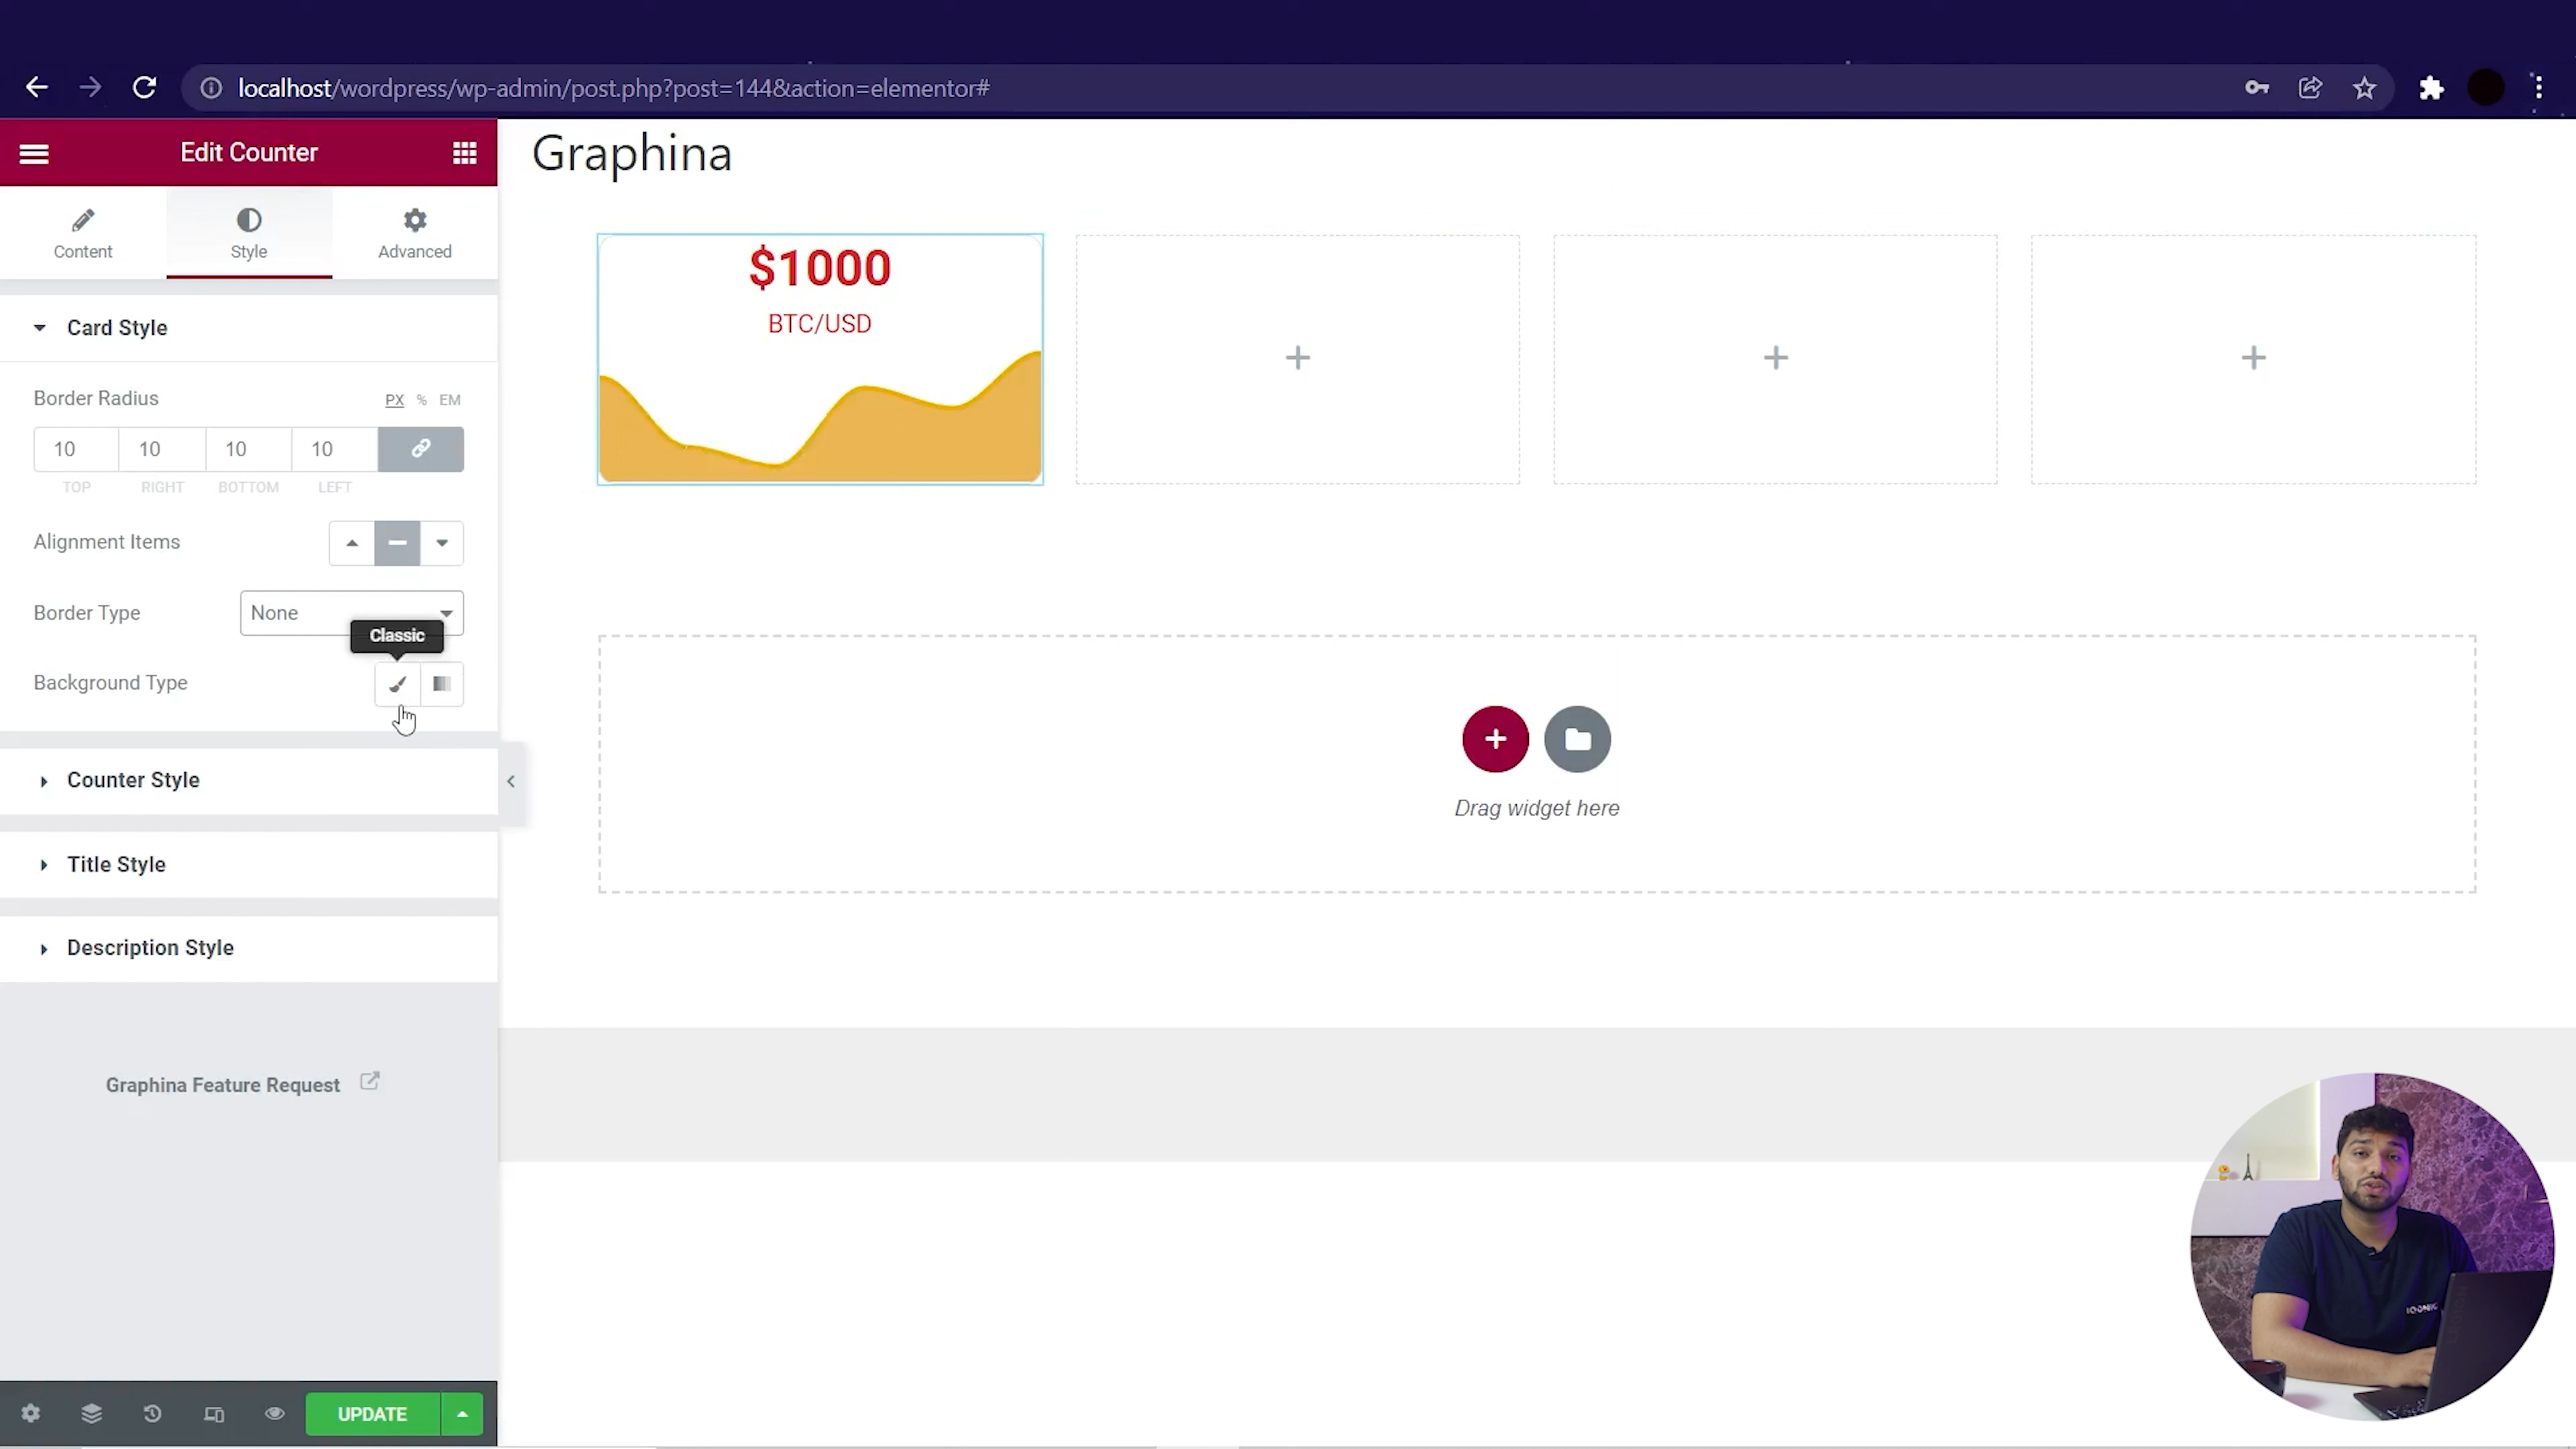 localhost/wordpress/wp-admin/post.php?post=144&action=elementor#
Edit Counter
Content
Style
Advanced
Card Style
Border Radius
PX % EM
10 10 10 10
TOP RIGHT BOTTOM LEFT
Alignment Items
Border Type
None
Classic
Background Type
Counter Style
Title Style
Description Style
Graphina Feature Request
UPDATE
Graphina
$1000
BTC/USD
Drag widget here